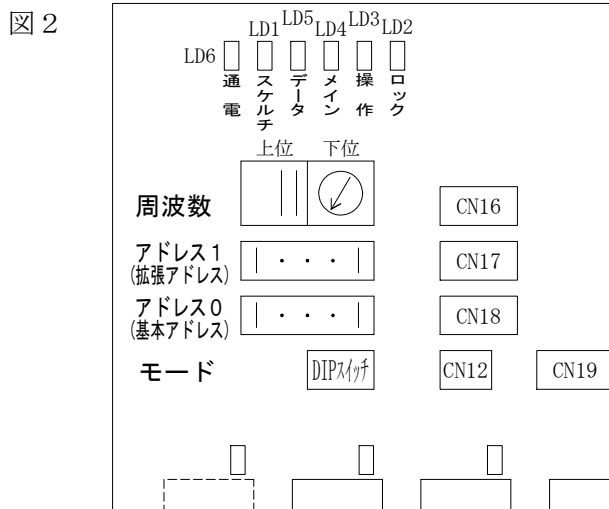 図2
LD6 LD1 LD5 LD4 LD3 LD2
通電 スケルチ データ メイン 操作 ロック
上位 下位
周波数
CN16
アドレス1
(拡張アドレス)
CN17
アドレス0
(基本アドレス)
CN18
モード DIPスイッチ CN12 CN19